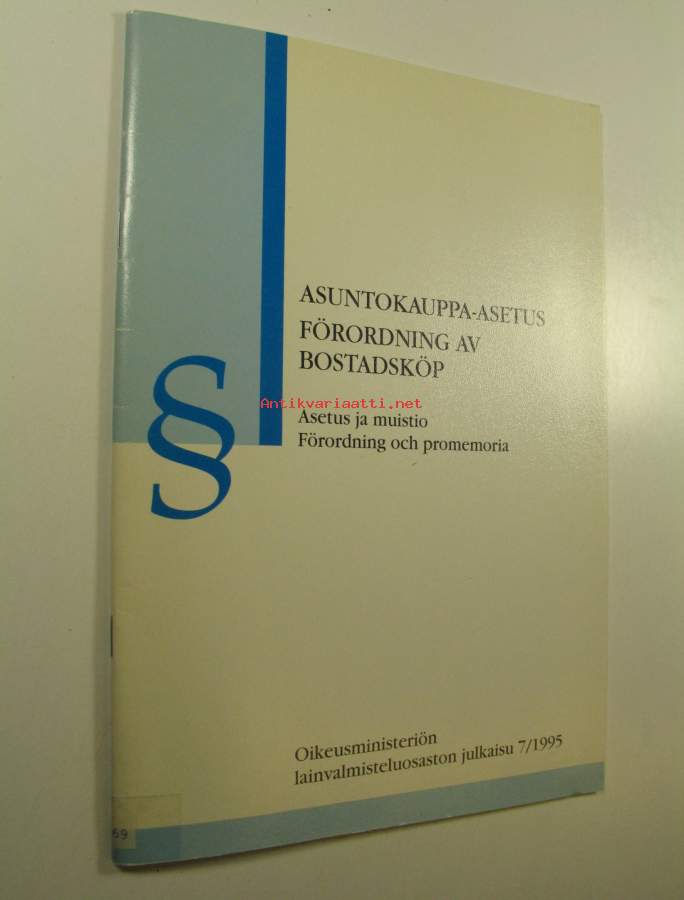 ASUNTOKAUPPA-ASETUS
FÖRORDNING AV
BOSTADSKÖP
Antikvariaatti.net
Asetus ja muistio
Förordning och promemoria
§
Oikeusministeriön
lainvalmisteluosaston julkaisu 7/1995
69